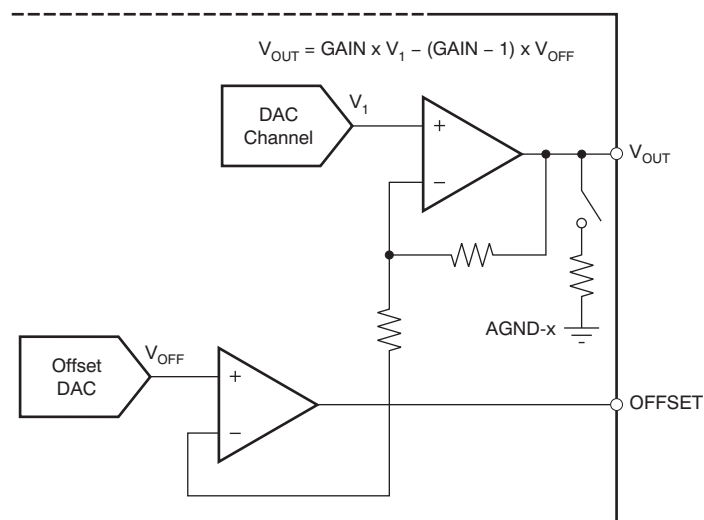 V_OUT = GAIN x V_1 − (GAIN − 1) x V_OFF
DAC
Channel
V_1
+
−
V_OUT
AGND-x
Offset
DAC
V_OFF
+
−
OFFSET